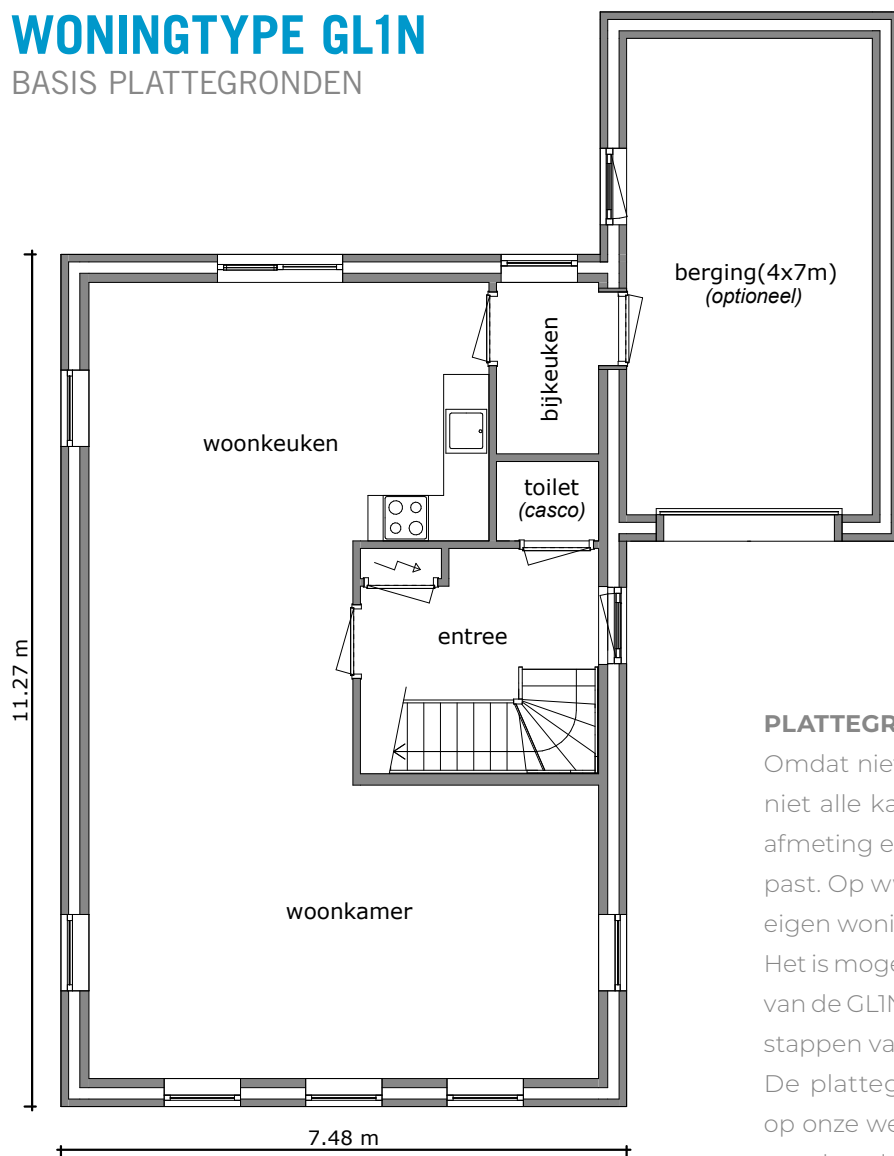 WONINGTYPE GL1N
BASIS PLATTEGRONDEN
berging(4x7m)
(optioneel)
bijkeuken
woonkeuken
toilet
(casco)
entree
11.27 m
woonkamer
7.48 m
PLATTEGR
Omdat nie
niet alle ka
afmeting e
past. Op w
eigen woni
Het is moge
van de GL1N
stappen va
De platteg
op onze we